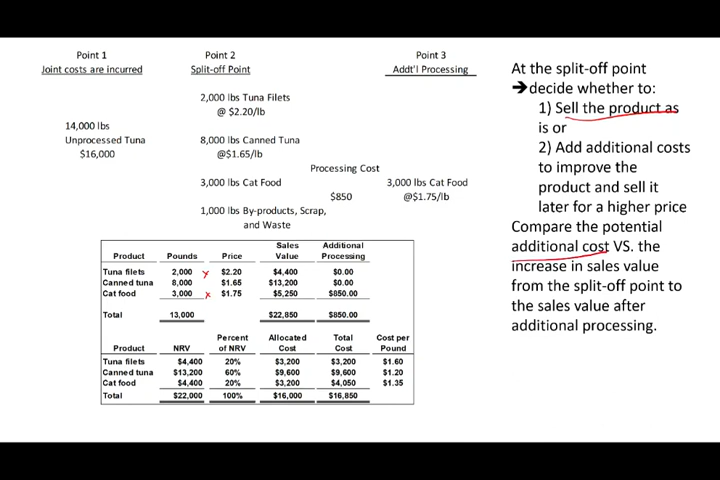 Point 1 Point 2 Point 3
Joint costs are incurred Split-off Point Addt'l Processing
2,000 lbs Tuna Filets
@ $2.20/lb
14,000 lbs
Unprocessed Tuna 8,000 lbs Canned Tuna
$16,000 @$1.65/lb
Processing Cost
3,000 lbs Cat Food 3,000 lbs Cat Food
$850 @$1.75/lb
1,000 lbs By-products, Scrap,
and Waste
Sales Additional
Product Pounds Price Value Processing
Tuna filets 2,000 x $2.20 $4,400 $0.00
Canned tuna 8,000 $1.65 $13,200 $0.00
Cat food 3,000 x $1.75 $5,250 $850.00
Total 13,000 $22,850 $850.00
Percent Allocated Total Cost per
Product NRV of NRV Cost Cost Pound
Tuna filets $4,400 20% $3,200 $3,200 $1.60
Canned tuna $13,200 60% $9,600 $9,600 $1.20
Cat food $4,400 20% $3,200 $4,050 $1.35
Total $22,000 100% $16,000 $16,850
At the split-off point
➔decide whether to:
1) Sell the product as
is or
2) Add additional costs
to improve the
product and sell it
later for a higher price
Compare the potential
additional cost VS. the
increase in sales value
from the split-off point to
the sales value after
additional processing.